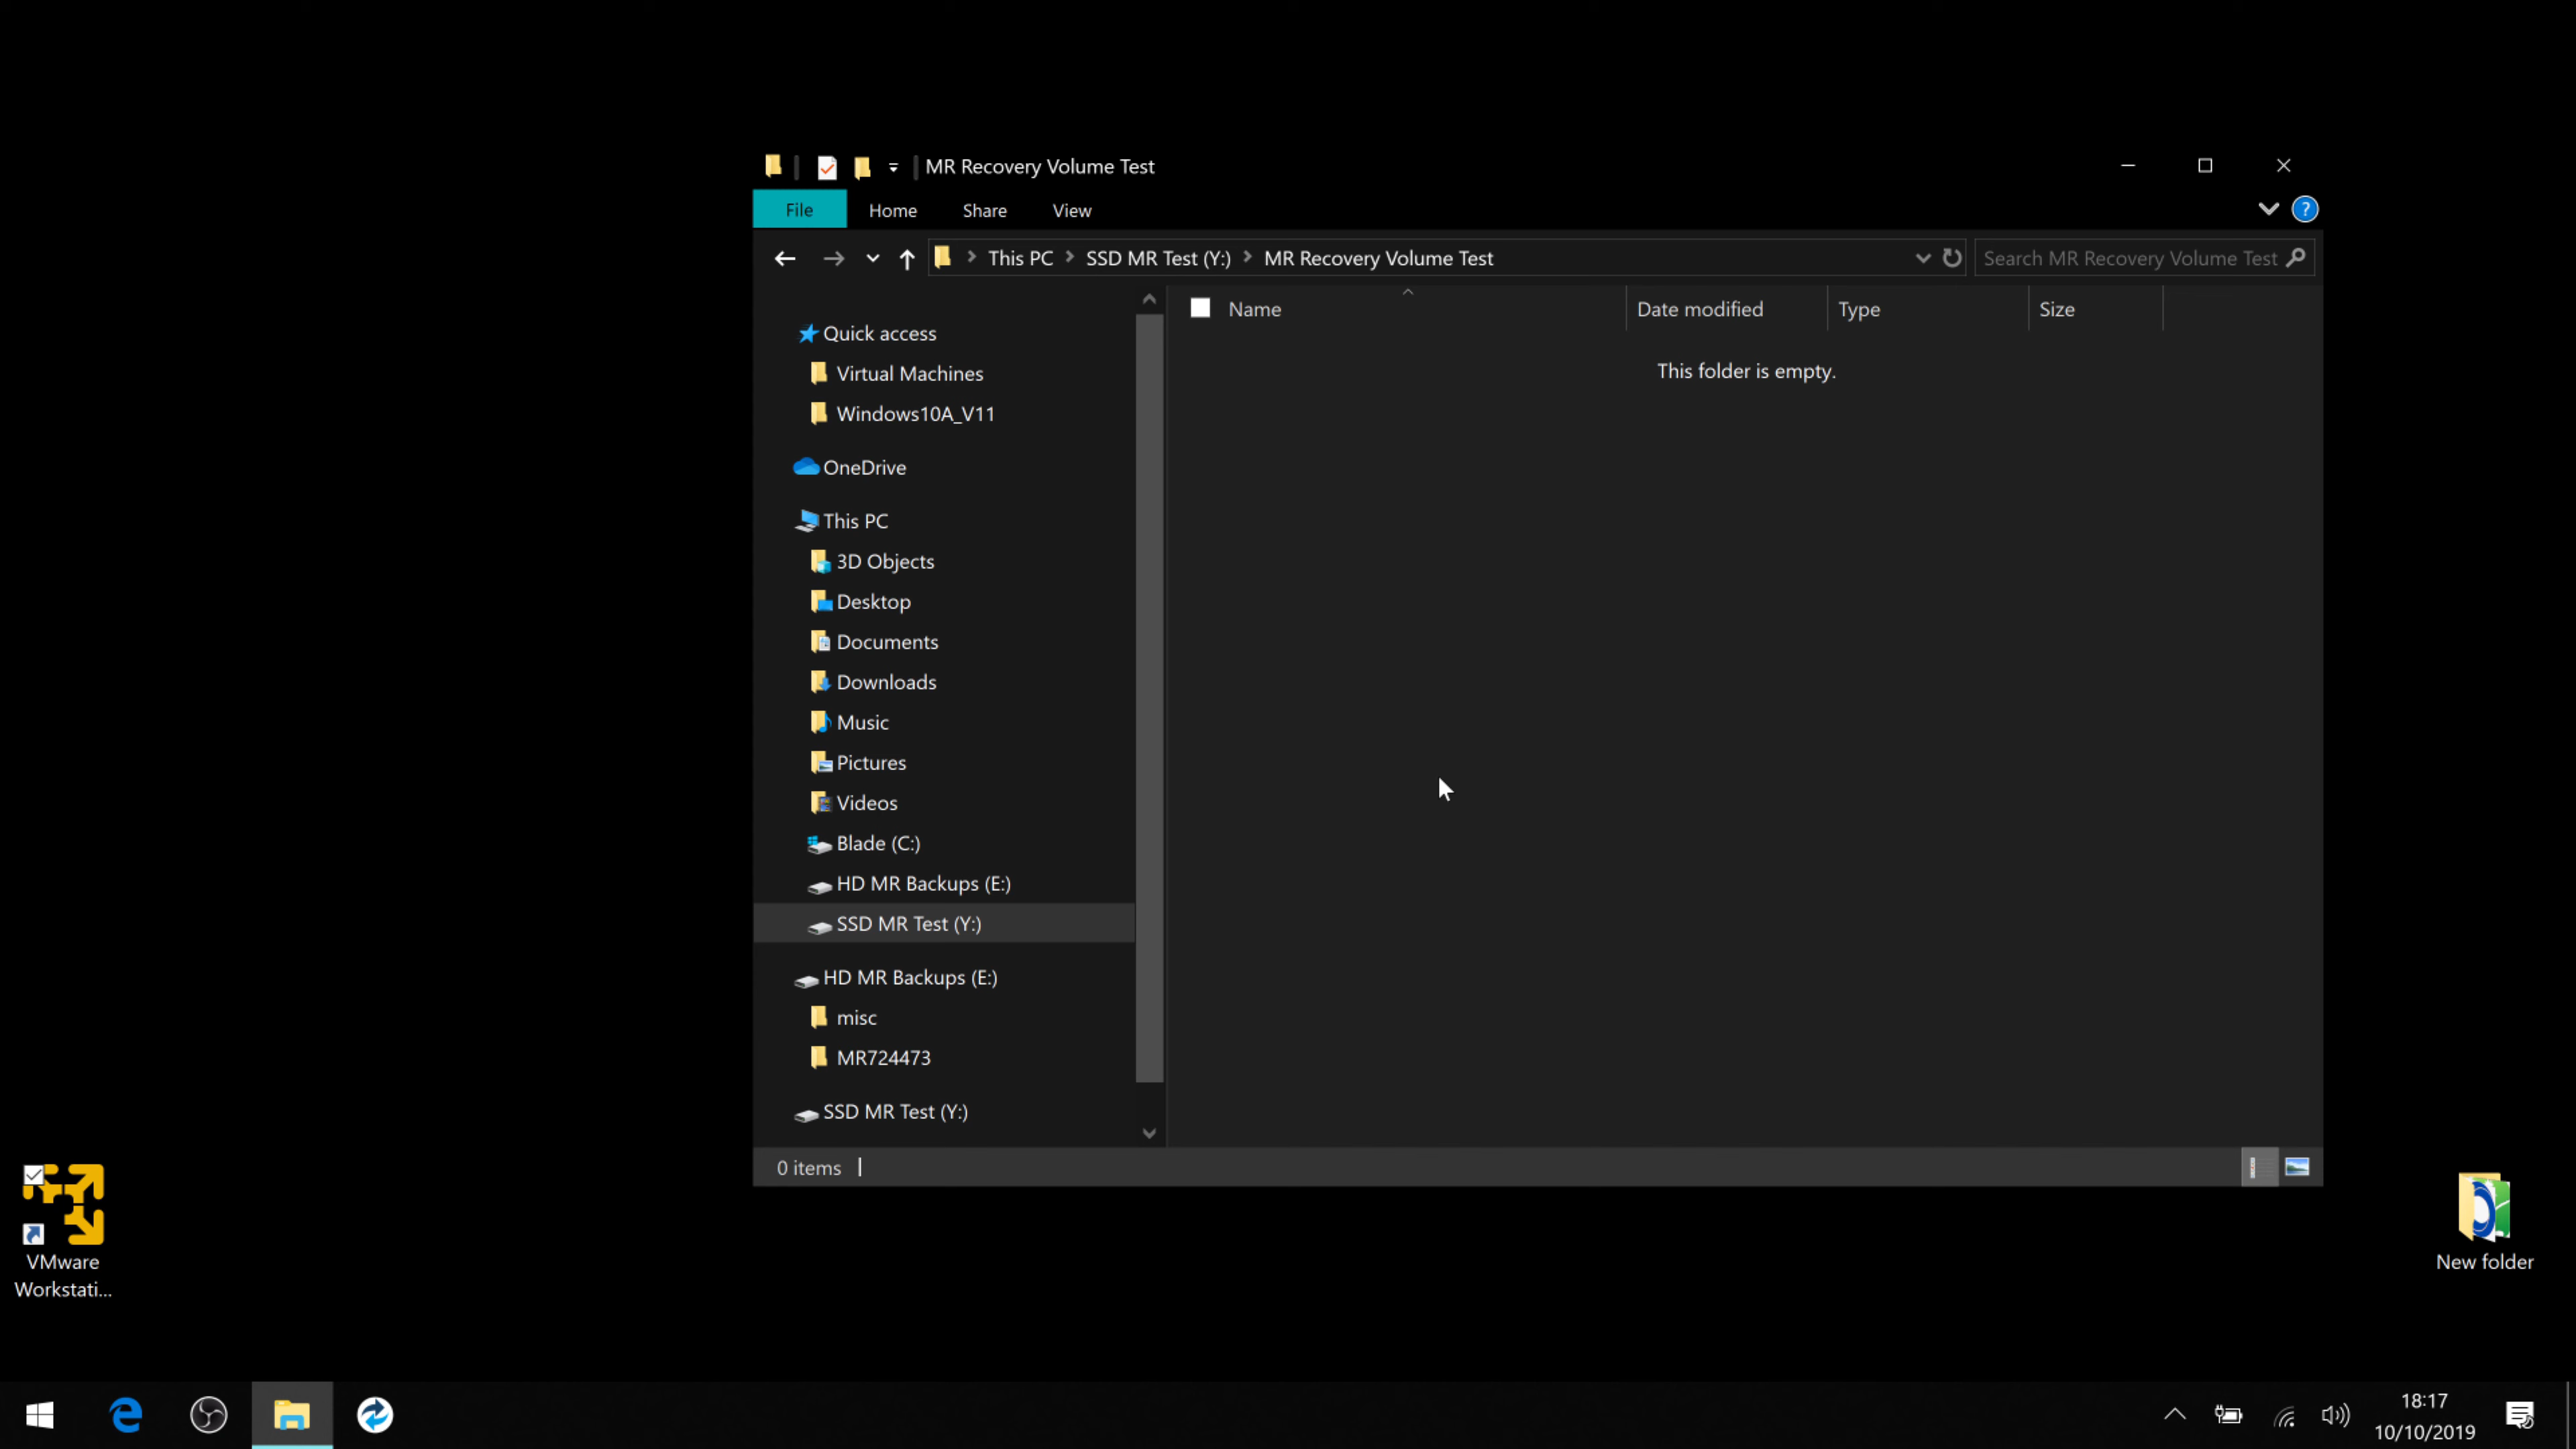 MR Recovery Volume Test
File Home Share View
This PC SSD MR Test (Y:) MR Recovery Volume Test Search MR Recovery Volume Test
Name Date modified Type Size
This folder is empty.
Quick access
Virtual Machines
Windows10A_V11
OneDrive
This PC
3D Objects
Desktop
Documents
Downloads
Music
Pictures
Videos
Blade (C:)
HD MR Backups (E:)
SSD MR Test (Y:)
HD MR Backups (E:)
misc
MR724473
SSD MR Test (Y:)
0 items
VMware
Workstati...
New folder
18:17
10/10/2019